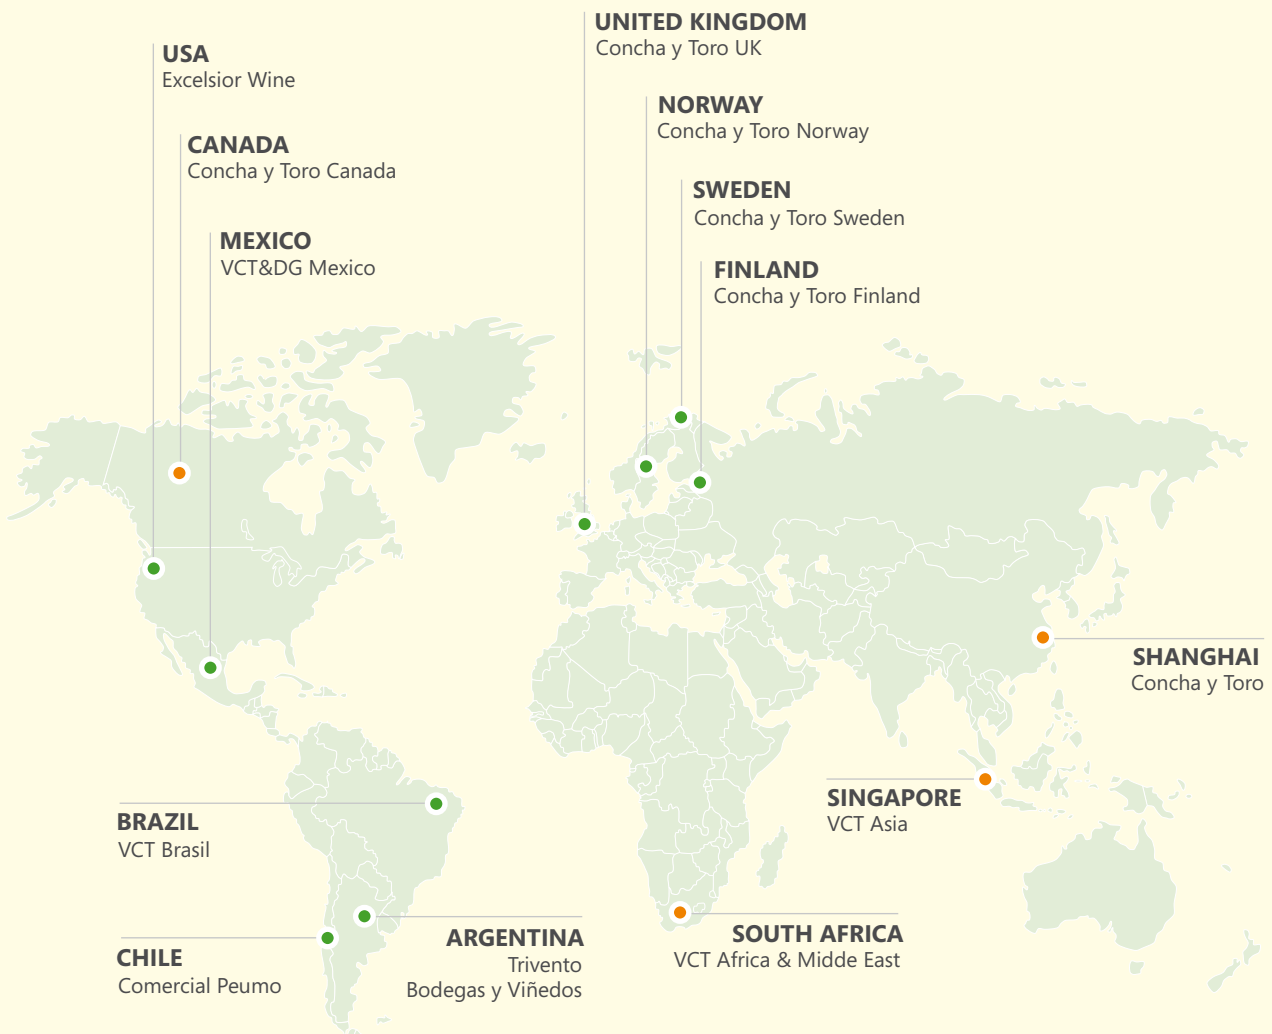 USA
Excelsior Wine
CANADA
Concha y Toro Canada
MEXICO
VCT&DG Mexico
UNITED KINGDOM
Concha y Toro UK
NORWAY
Concha y Toro Norway
SWEDEN
Concha y Toro Sweden
FINLAND
Concha y Toro Finland
SHANGHAI
Concha y Toro
SINGAPORE
VCT Asia
BRAZIL
VCT Brasil
CHILE
Comercial Peumo
ARGENTINA
Trivento
Bodegas y Viñedos
SOUTH AFRICA
VCT Africa & Midde East